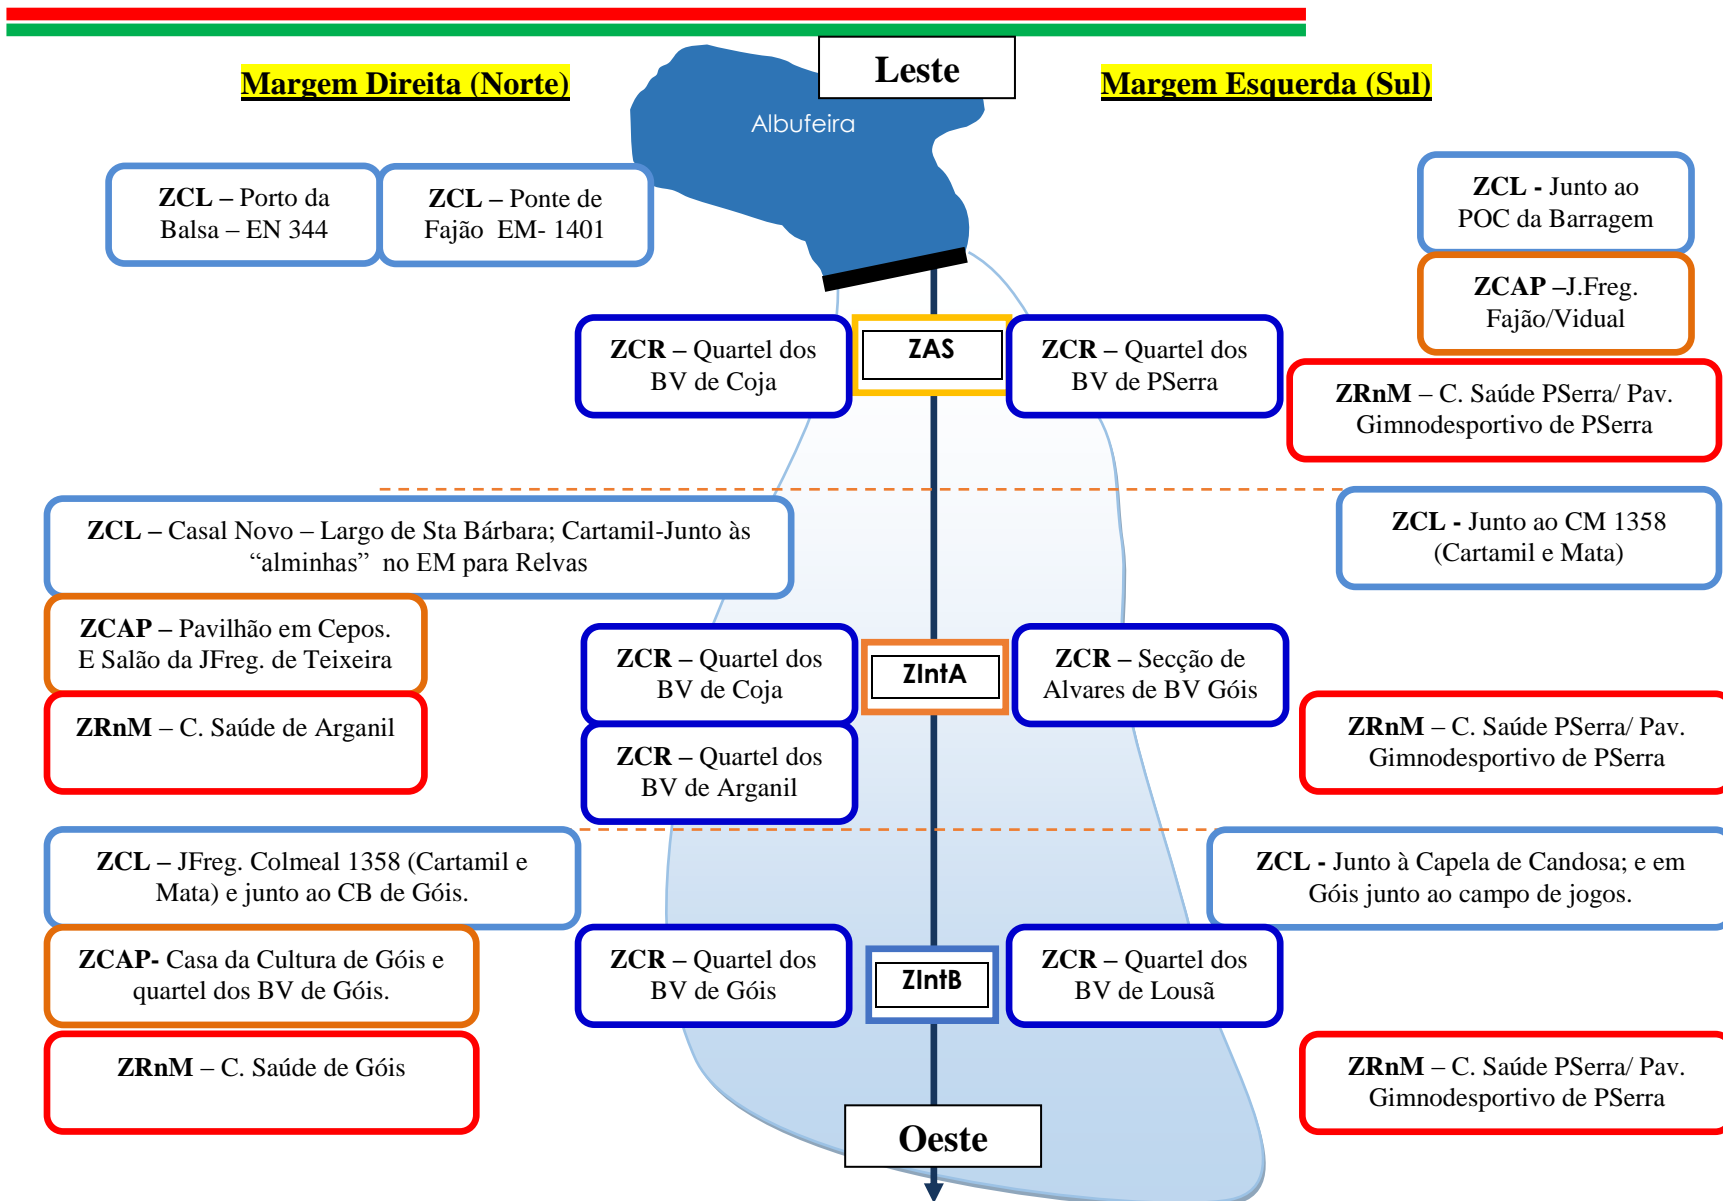 Leste
Margem Direita (Norte)
Margem Esquerda (Sul)
Albufeira
ZCL – Porto da
Balsa – EN 344
ZCL – Ponte de
Fajão EM- 1401
ZCL - Junto ao
POC da Barragem
ZCAP –J.Freg.
Fajão/Vidual
ZCR – Quartel dos
BV de Coja
ZAS
ZCR – Quartel dos
BV de PSerra
ZRnM – C. Saúde PSerra/ Pav.
Gimnodesportivo de PSerra
ZCL – Casal Novo – Largo de Sta Bárbara; Cartamil-Junto às
“alminhas” no EM para Relvas
ZCL - Junto ao CM 1358
(Cartamil e Mata)
ZCAP – Pavilhão em Cepos.
E Salão da JFreg. de Teixeira
ZCR – Quartel dos
BV de Coja
ZIntA
ZCR – Secção de
Alvares de BV Góis
ZRnM – C. Saúde de Arganil
ZCR – Quartel dos
BV de Arganil
ZRnM – C. Saúde PSerra/ Pav.
Gimnodesportivo de PSerra
ZCL – JFreg. Colmeal 1358 (Cartamil e
Mata) e junto ao CB de Góis.
ZCL - Junto à Capela de Candosa; e em
Góis junto ao campo de jogos.
ZCAP- Casa da Cultura de Góis e
quartel dos BV de Góis.
ZCR – Quartel dos
BV de Góis
ZIntB
ZCR – Quartel dos
BV de Lousã
ZRnM – C. Saúde de Góis
ZRnM – C. Saúde PSerra/ Pav.
Gimnodesportivo de PSerra
Oeste